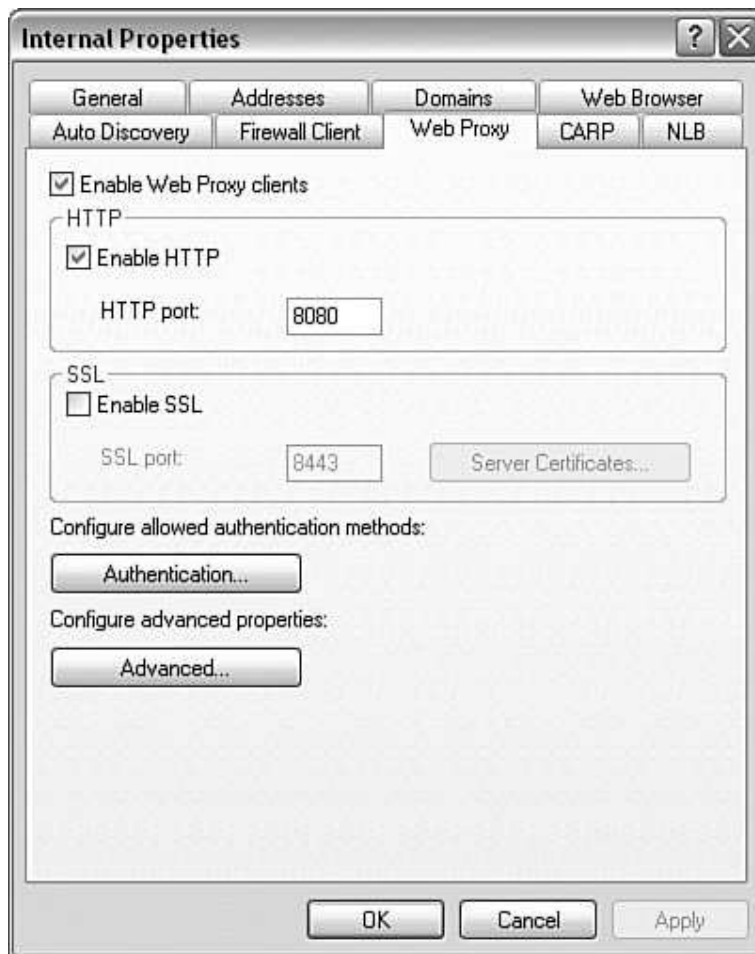 Internal Properties
General Addresses Domains Web Browser
Auto Discovery Firewall Client Web Proxy CARP NLB
Enable Web Proxy clients
HTTP
Enable HTTP
HTTP port: 8080
SSL
Enable SSL
SSL port: 8443 Server Certificates...
Configure allowed authentication methods:
Authentication...
Configure advanced properties:
Advanced...
OK Cancel Apply